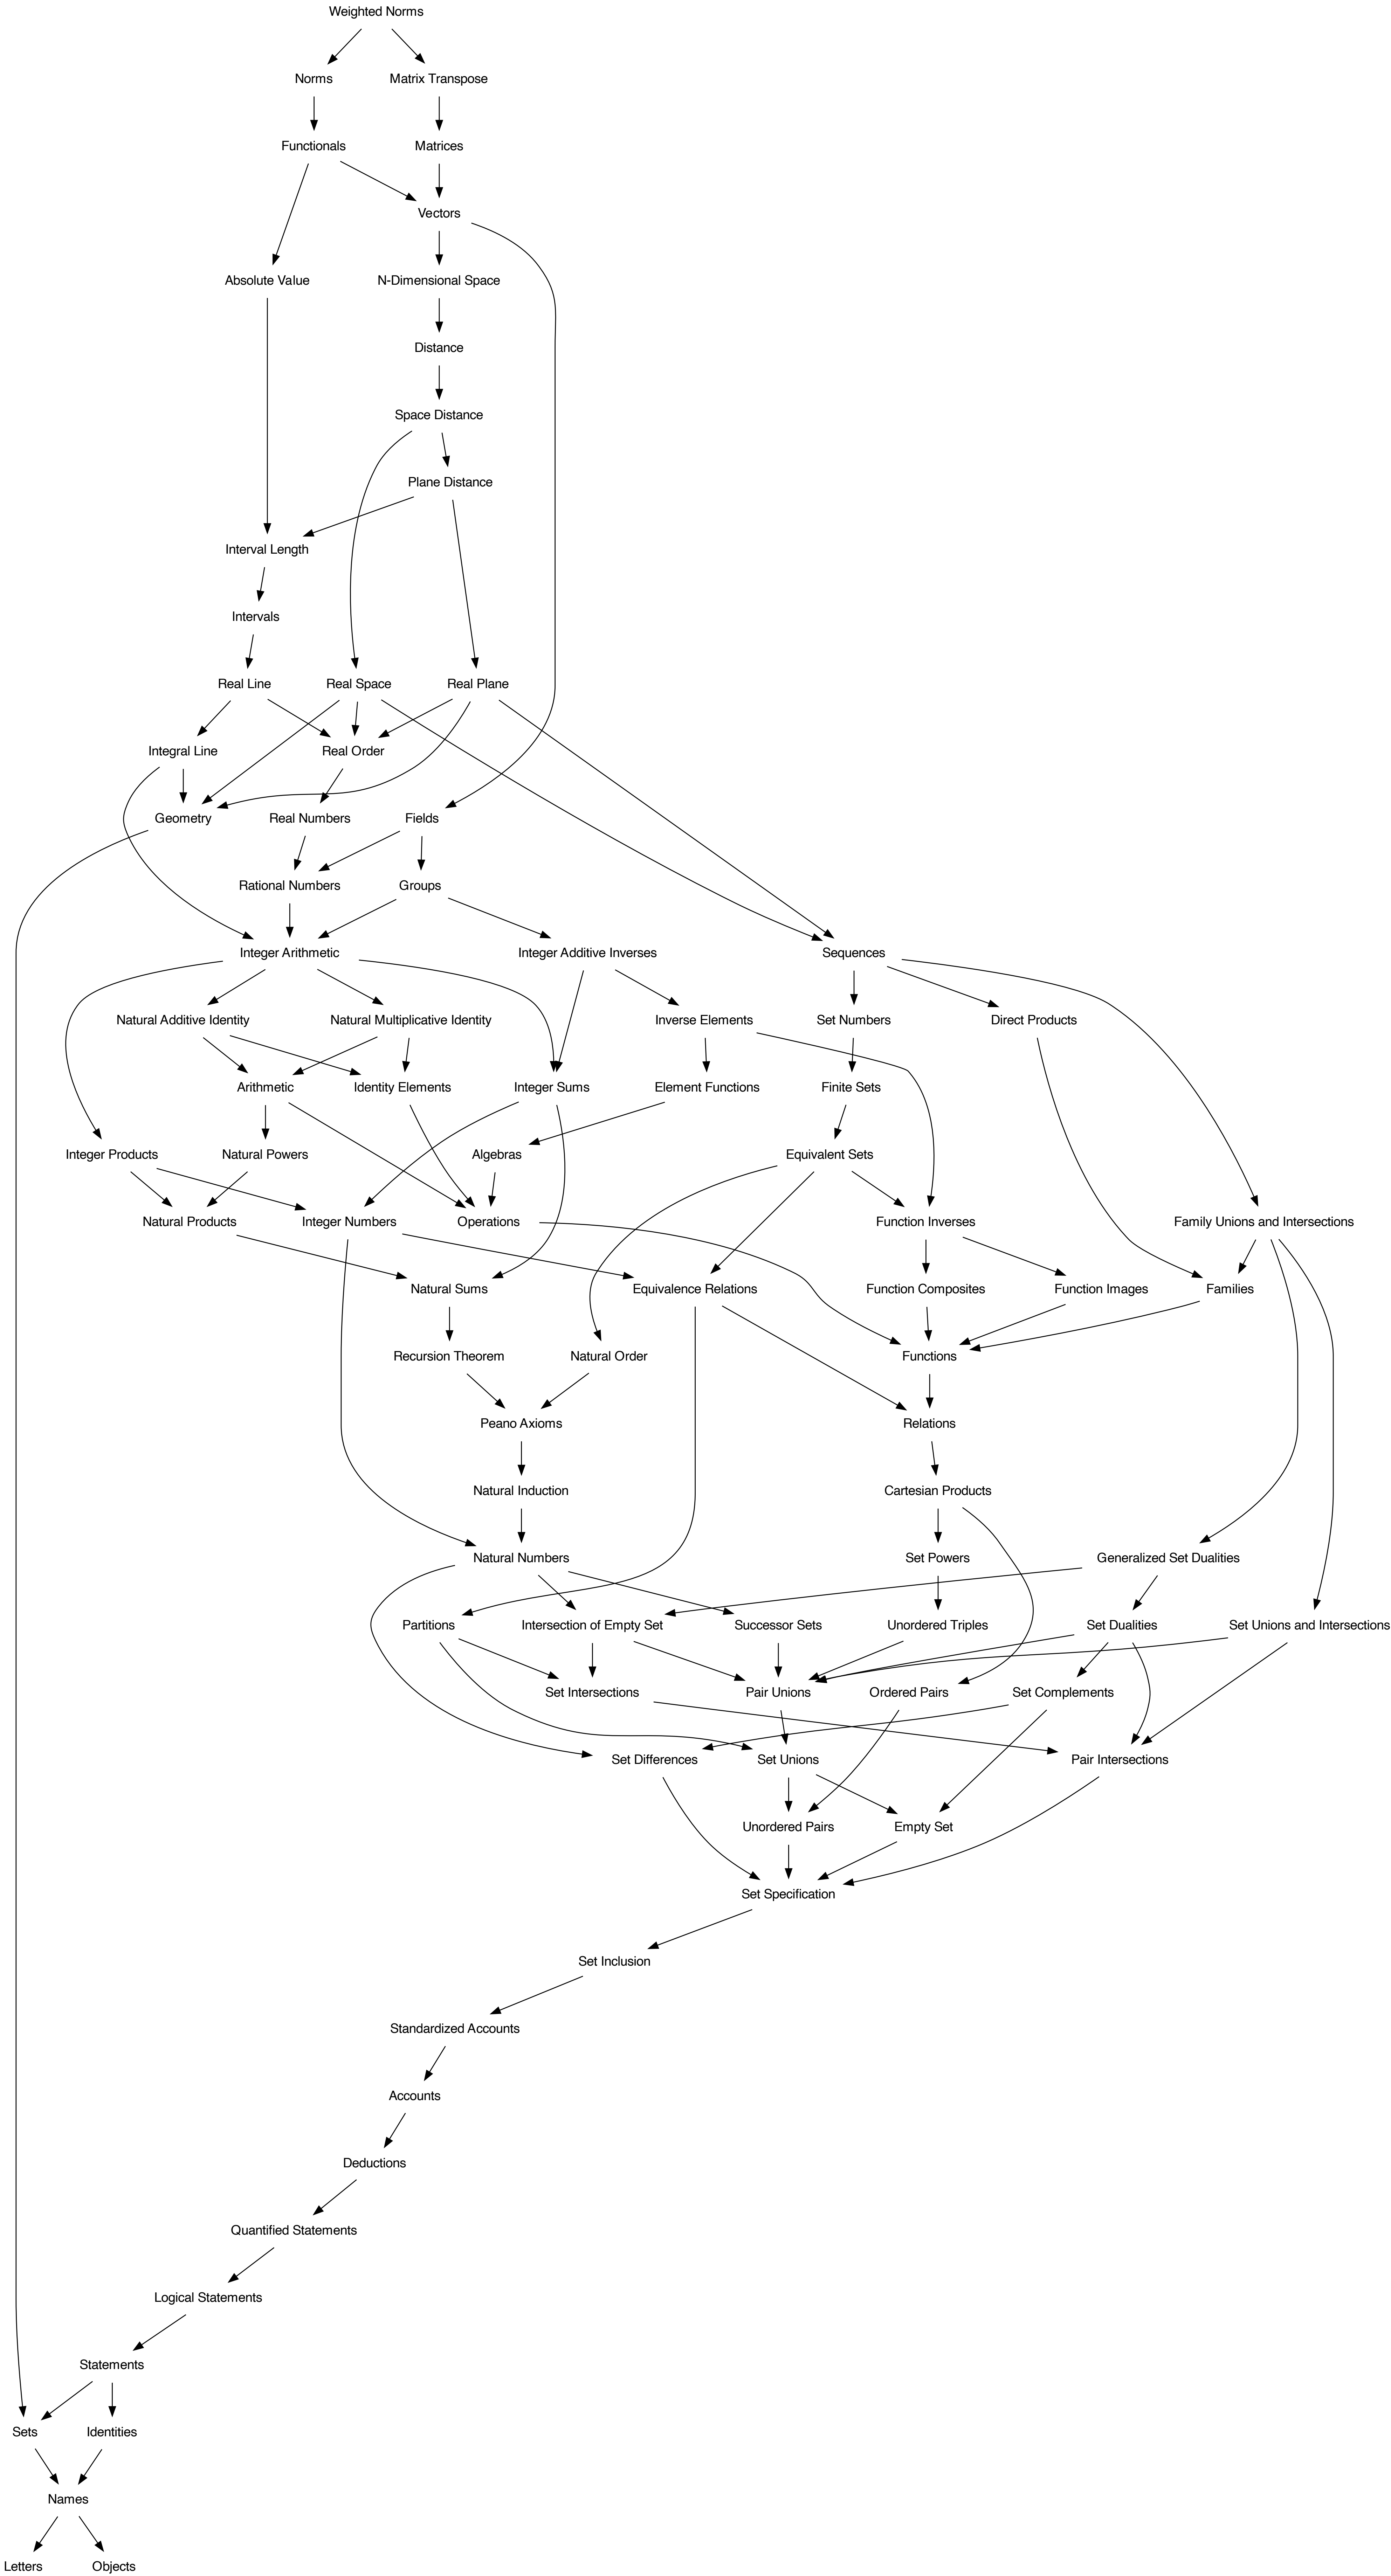 Weighted Norms
Norms
Matrix Transpose
Functionals
Matrices
Vectors
Absolute Value
N-Dimensional Space
Distance
Space Distance
Plane Distance
Interval Length
Intervals
Real Line
Real Space
Real Plane
Integral Line
Real Order
Geometry
Real Numbers
Fields
Rational Numbers
Groups
Integer Arithmetic
Integer Additive Inverses
Sequences
Natural Additive Identity
Natural Multiplicative Identity
Inverse Elements
Set Numbers
Direct Products
Arithmetic
Identity Elements
Integer Sums
Element Functions
Finite Sets
Integer Products
Natural Powers
Algebras
Equivalent Sets
Natural Products
Integer Numbers
Operations
Function Inverses
Family Unions and Intersections
Natural Sums
Equivalence Relations
Function Composites
Function Images
Families
Recursion Theorem
Natural Order
Functions
Peano Axioms
Relations
Natural Induction
Cartesian Products
Natural Numbers
Set Powers
Generalized Set Dualities
Partitions
Intersection of Empty Set
Successor Sets
Unordered Triples
Set Dualities
Set Unions and Intersections
Set Intersections
Pair Unions
Ordered Pairs
Set Complements
Set Differences
Set Unions
Pair Intersections
Unordered Pairs
Empty Set
Set Specification
Set Inclusion
Standardized Accounts
Accounts
Deductions
Quantified Statements
Logical Statements
Statements
Sets
Identities
Names
Letters
Objects